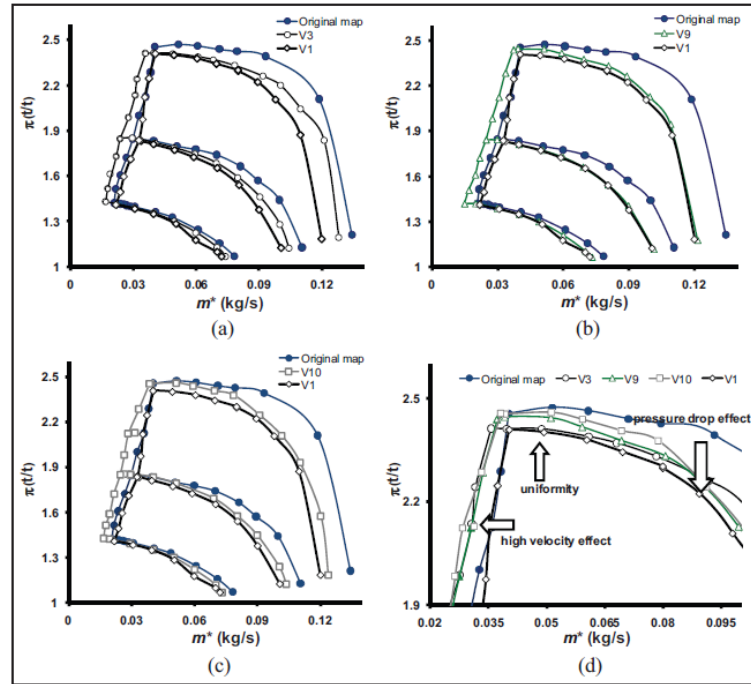 Original map
V3
V1
2.5
2.2
1.9
1.6
1.3
1
π(t/t)
0 0.03 0.06 0.09 0.12
m* (kg/s)
(a)
Original map
V9
V1
2.5
2.2
1.9
1.6
1.3
1
π(t/t)
0 0.03 0.06 0.09 0.12
m* (kg/s)
(b)
V10
Original map
V1
2.5
2.2
1.9
1.6
1.3
1
π(t/t)
0 0.03 0.06 0.09 0.12
m* (kg/s)
(c)
Original map V3 V9 V10 V1
2.5
2.2
1.9
π(t/t)
pressure drop effect
uniformity
high velocity effect
0.02 0.035 0.05 0.065 0.08 0.095
m* (kg/s)
(d)